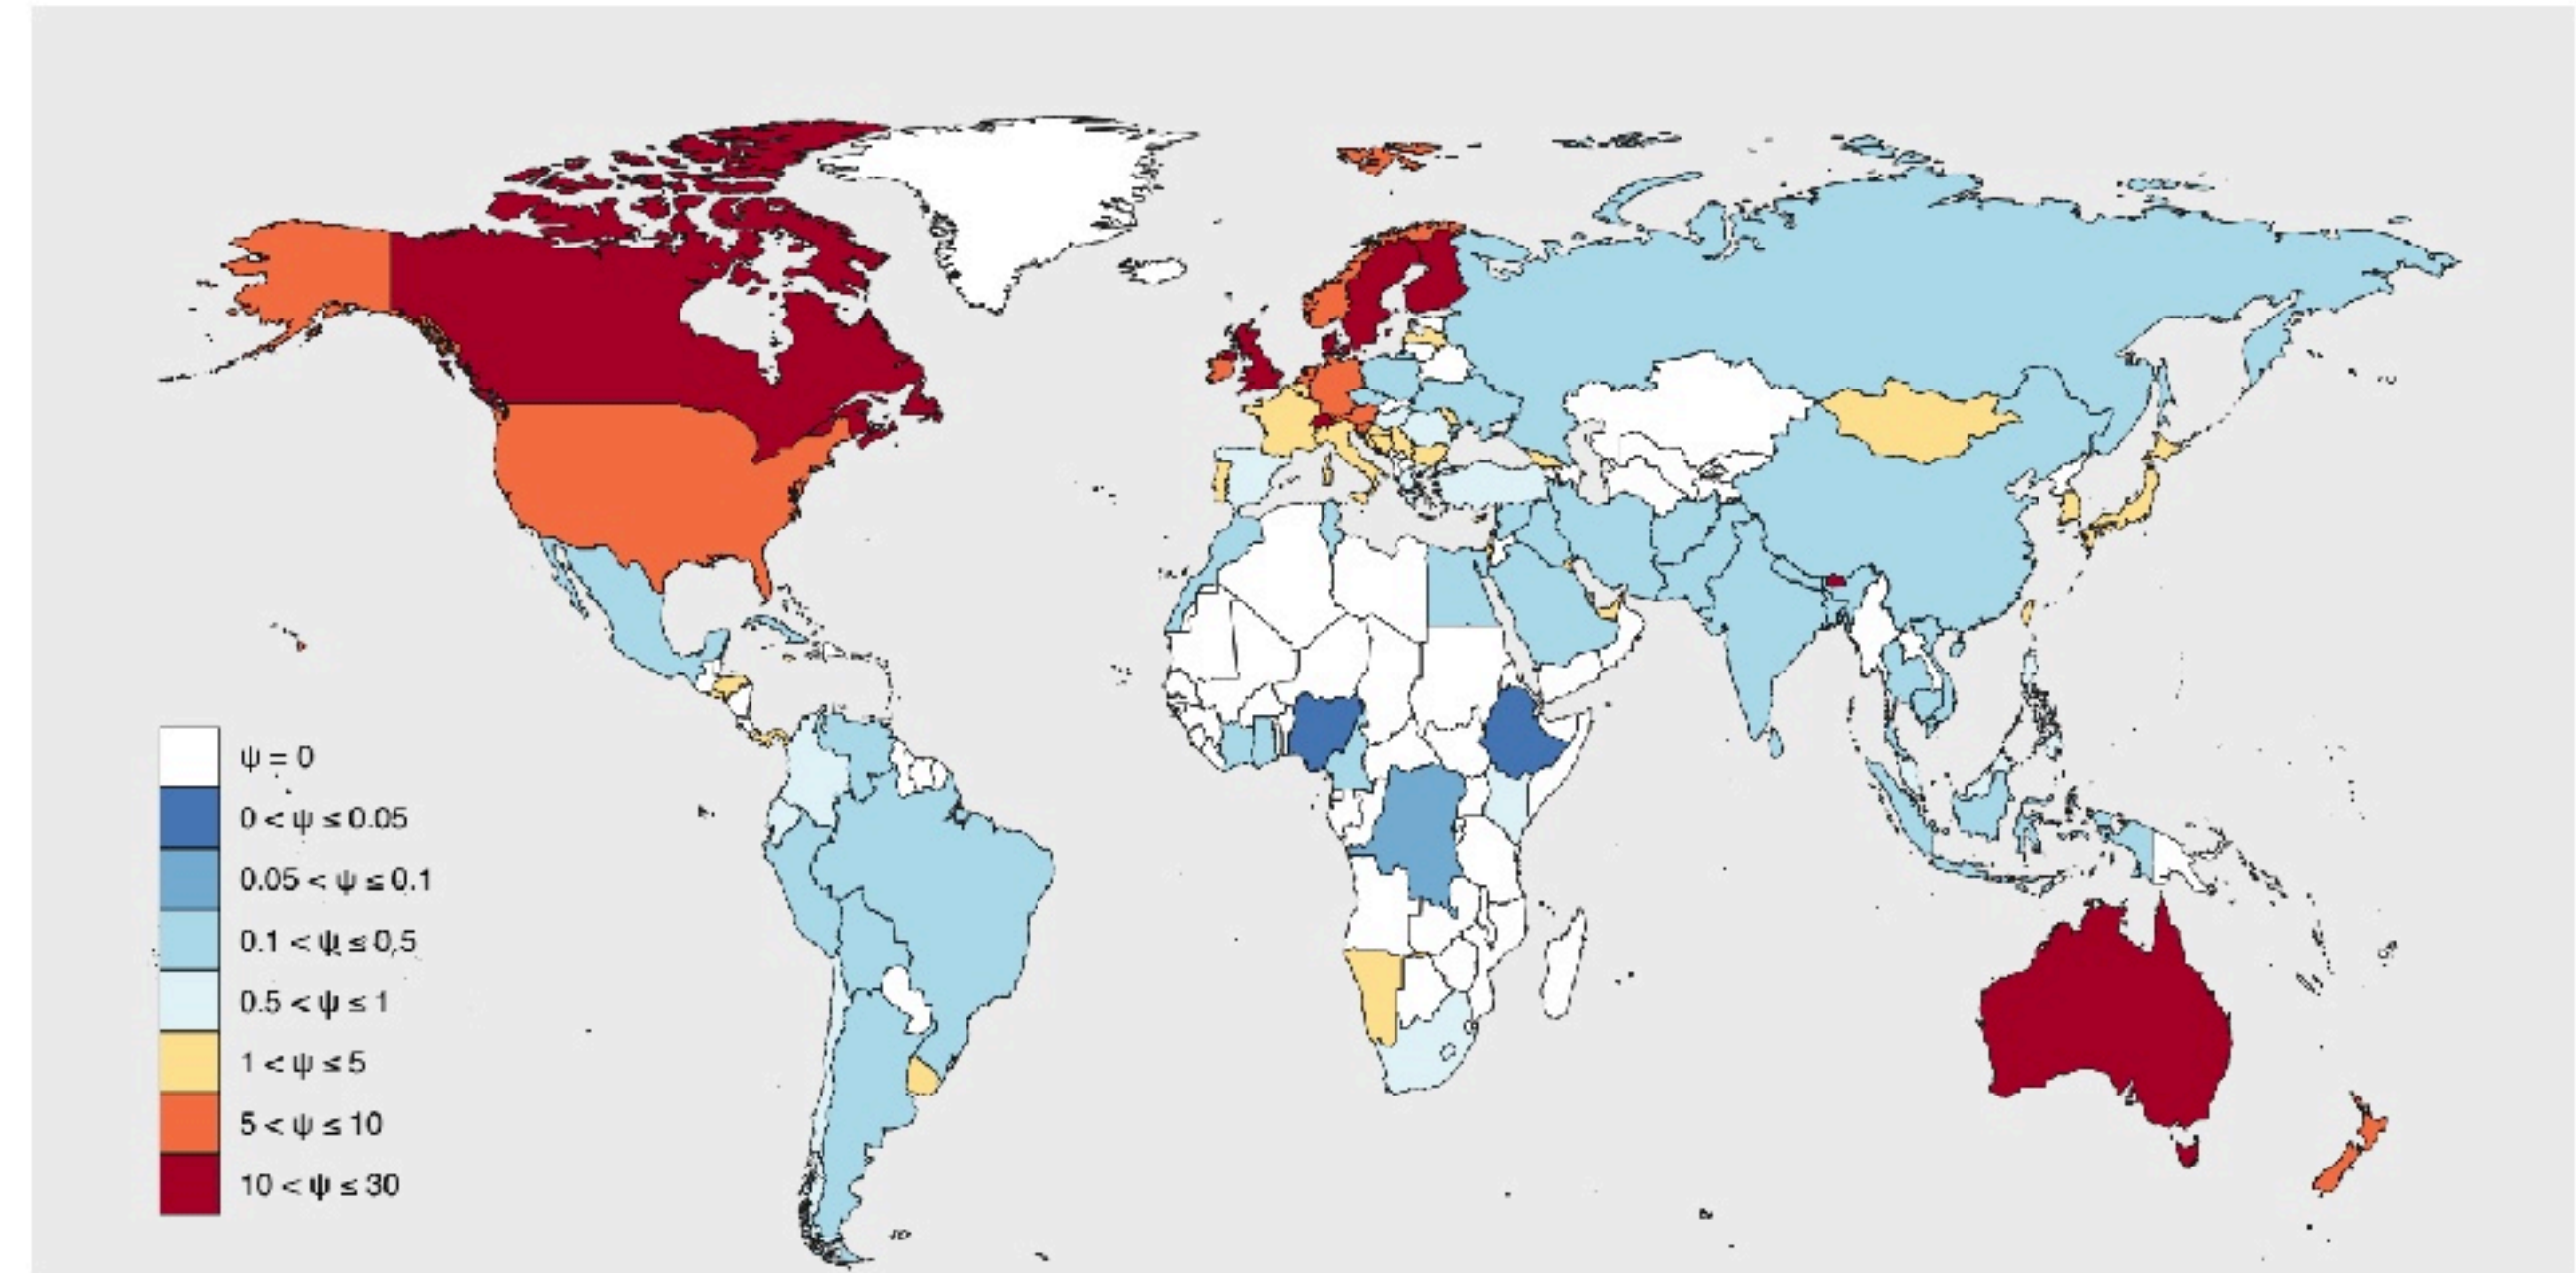 ψ = 0
0 < ψ ≤ 0.05
0.05 < ψ ≤ 0.1
0.1 < ψ ≤ 0.5
0.5 < ψ ≤ 1
1 < ψ ≤ 5
5 < ψ ≤ 10
10 < ψ ≤ 30